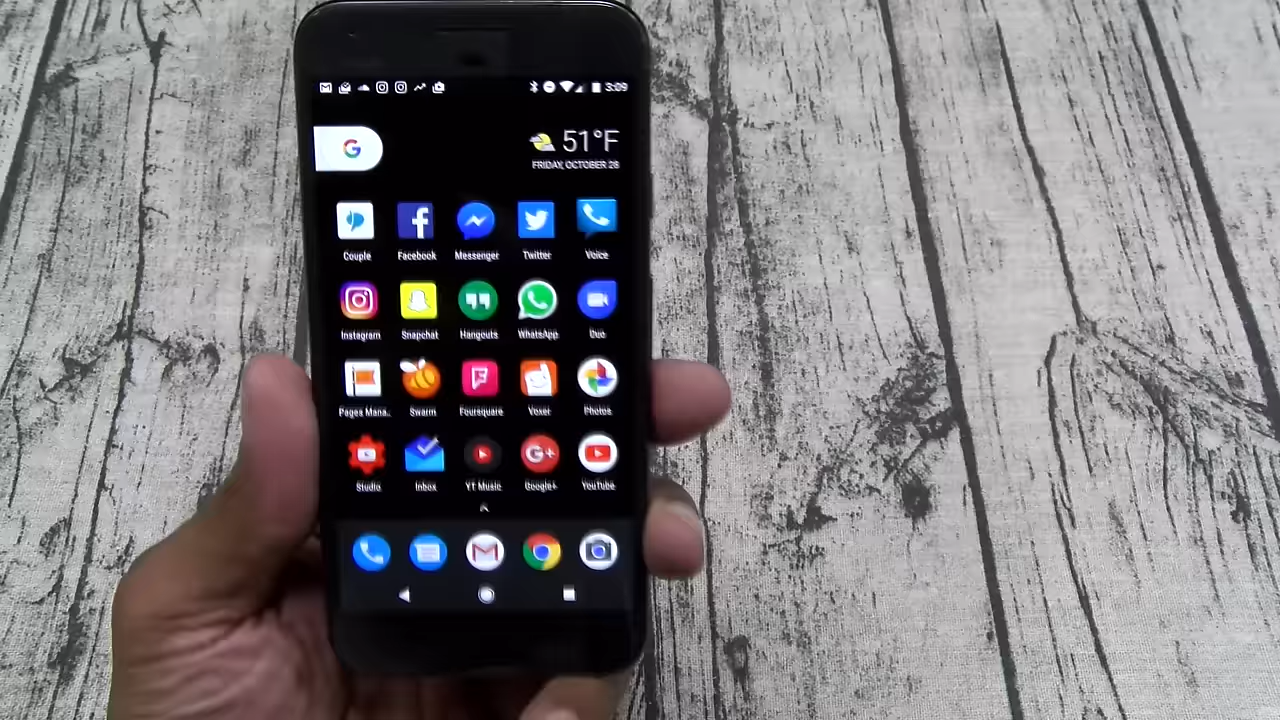 3:09
G
51°F
FRIDAY, OCTOBER 28
Couple Facebook Messenger Twitter Voice
Instagram Snapchat Hangouts WhatsApp Duo
Pages Mana.. Swarm Foursquare Voxer Photos
Studio Inbox YT Music Google+ YouTube